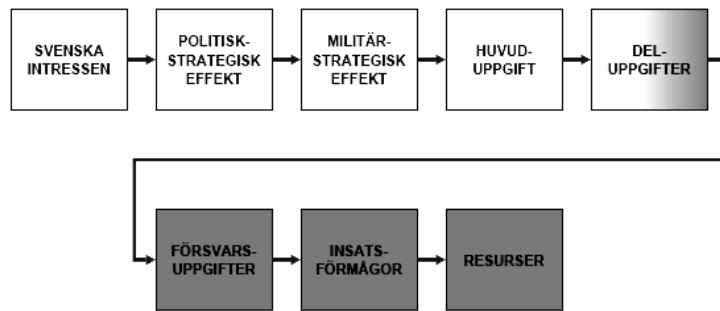 SVENSKA
INTRESSEN
POLITISK-
STRATEGISK
EFFEKT
MILITÄR-
STRATEGISK
EFFEKT
HUVUD-
UPPGIFT
DEL-
UPPGIFTER
FÖRSVARS-
UPPGIFTER
INSATS-
FÖRMÅGOR
RESURSER